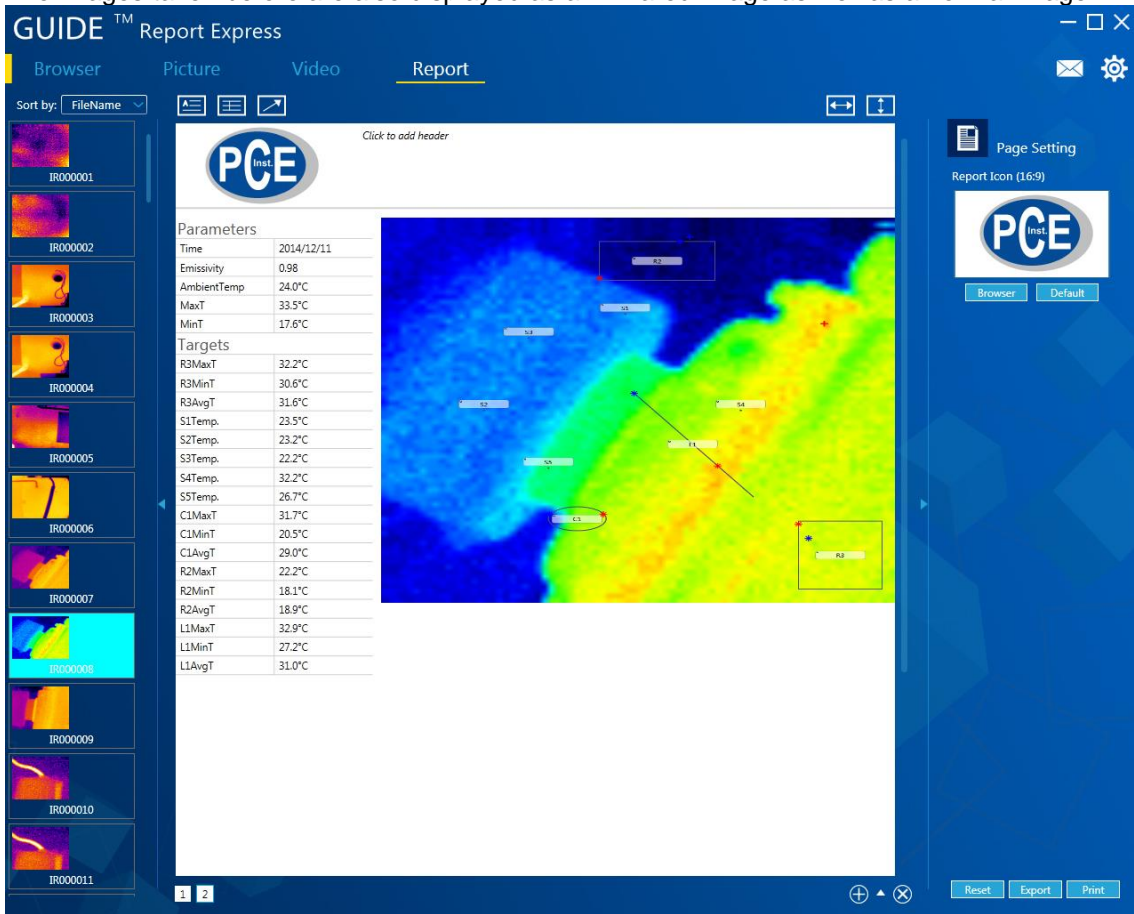 GUIDE ™ Report Express
Browser Picture Video Report
Sort by: FileName
IR000001
IR000002
IR000003
IR000004
IR000005
IR000006
IR000007
IR000008
IR000009
IR000010
IR000011
PCE Inst.
Click to add header
Parameters
Time 2014/12/11
Emissivity 0.98
AmbientTemp 24.0°C
MaxT 33.5°C
MinT 17.6°C
Targets
R3MaxT 32.2°C
R3MinT 30.6°C
R3AvgT 31.6°C
S1Temp. 23.5°C
S2Temp. 23.2°C
S3Temp. 22.2°C
S4Temp. 32.2°C
S5Temp. 26.7°C
C1MaxT 31.7°C
C1MinT 20.5°C
C1AvgT 29.0°C
R2MaxT 22.2°C
R2MinT 18.1°C
R2AvgT 18.9°C
L1MaxT 32.9°C
L1MinT 27.2°C
L1AvgT 31.0°C
R2
S1
S3
S2
S4
L1
S5
C1
R3
1 2
Page Setting
Report Icon (16:9)
PCE Inst.
Browser Default
Reset Export Print